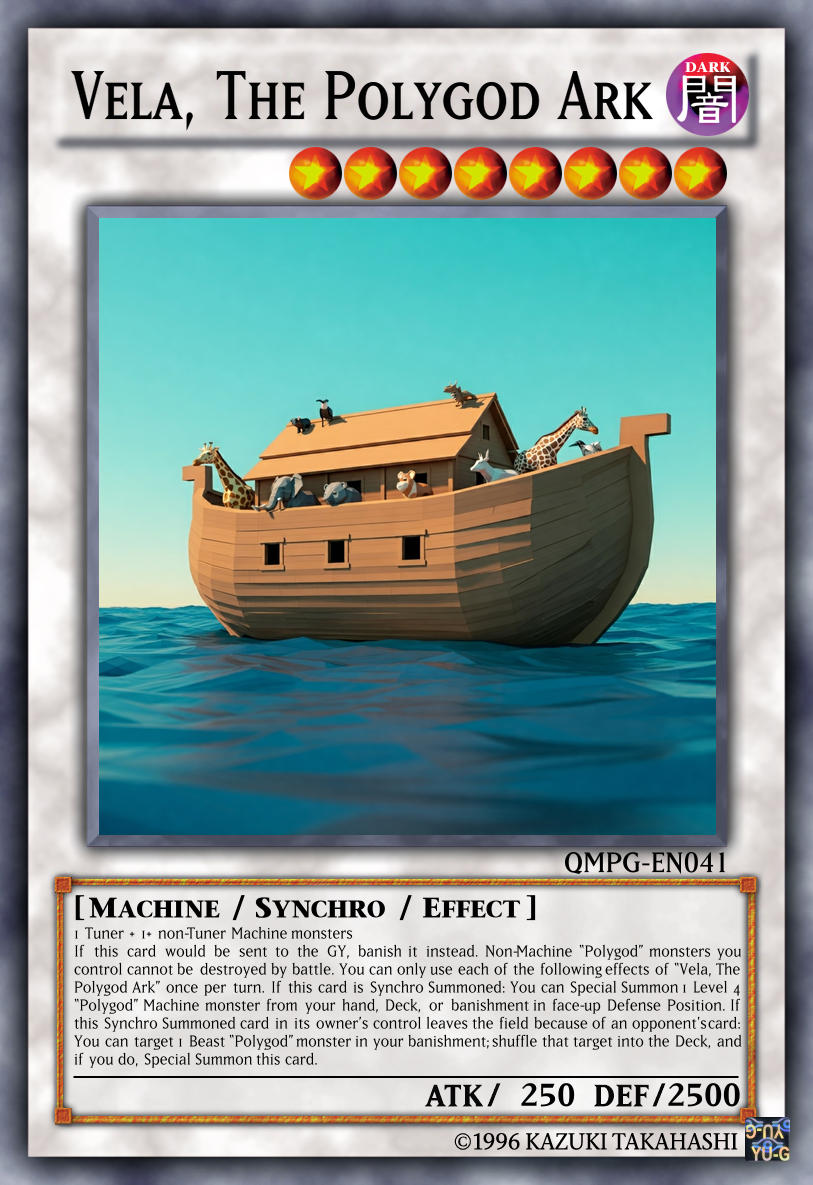 Vela, The Polygod Ark
DARK
闇
QMPG-EN041
[ Machine / Synchro / Effect ]
1 Tuner + 1+ non-Tuner Machine monsters
If this card would be sent to the GY, banish it instead. Non-Machine "Polygod" monsters you
control cannot be destroyed by battle. You can only use each of the following effects of "Vela, The
Polygod Ark" once per turn. If this card is Synchro Summoned: You can Special Summon 1 Level 4
"Polygod" Machine monster from your hand, Deck, or banishment in face-up Defense Position. If
this Synchro Summoned card in its owner's control leaves the field because of an opponent's card:
You can target 1 Beast "Polygod" monster in your banishment; shuffle that target into the Deck, and
if you do, Special Summon this card.
ATK/ 250 DEF/2500
©1996 KAZUKI TAKAHASHI
YU-G
YU-G